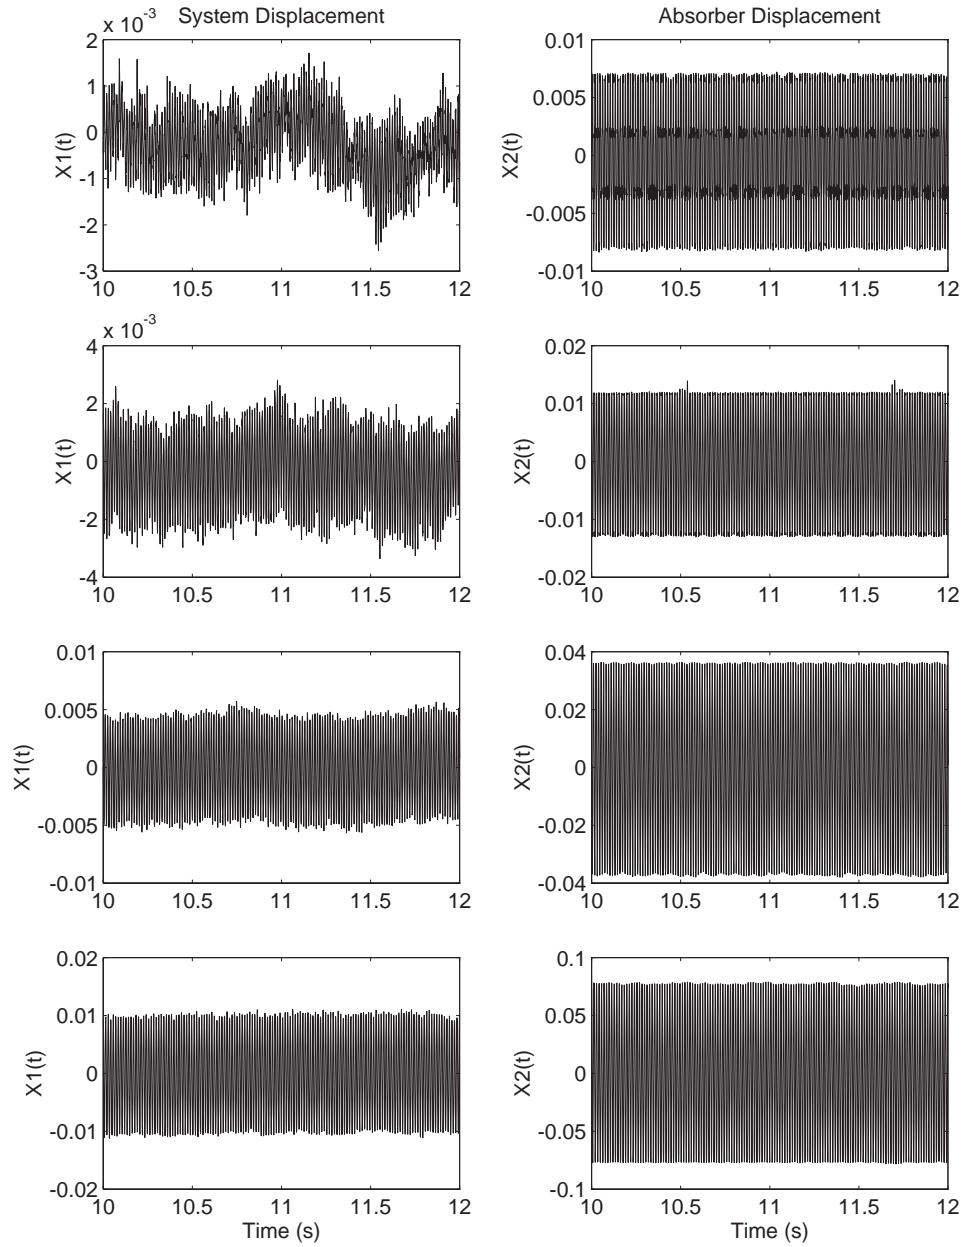 System Displacement
Absorber Displacement
x 10-3
2
1
0
-1
-2
-3
X1(t)
10 10.5 11 11.5 12
0.01
0.005
0
-0.005
-0.01
X2(t)
10 10.5 11 11.5 12
x 10-3
4
2
0
-2
-4
X1(t)
10 10.5 11 11.5 12
0.02
0.01
0
-0.01
-0.02
X2(t)
10 10.5 11 11.5 12
0.01
0.005
0
-0.005
-0.01
X1(t)
10 10.5 11 11.5 12
0.04
0.02
0
-0.02
-0.04
X2(t)
10 10.5 11 11.5 12
0.02
0.01
0
-0.01
-0.02
X1(t)
10 10.5 11 11.5 12
Time (s)
0.1
0.05
0
-0.05
-0.1
X2(t)
10 10.5 11 11.5 12
Time (s)